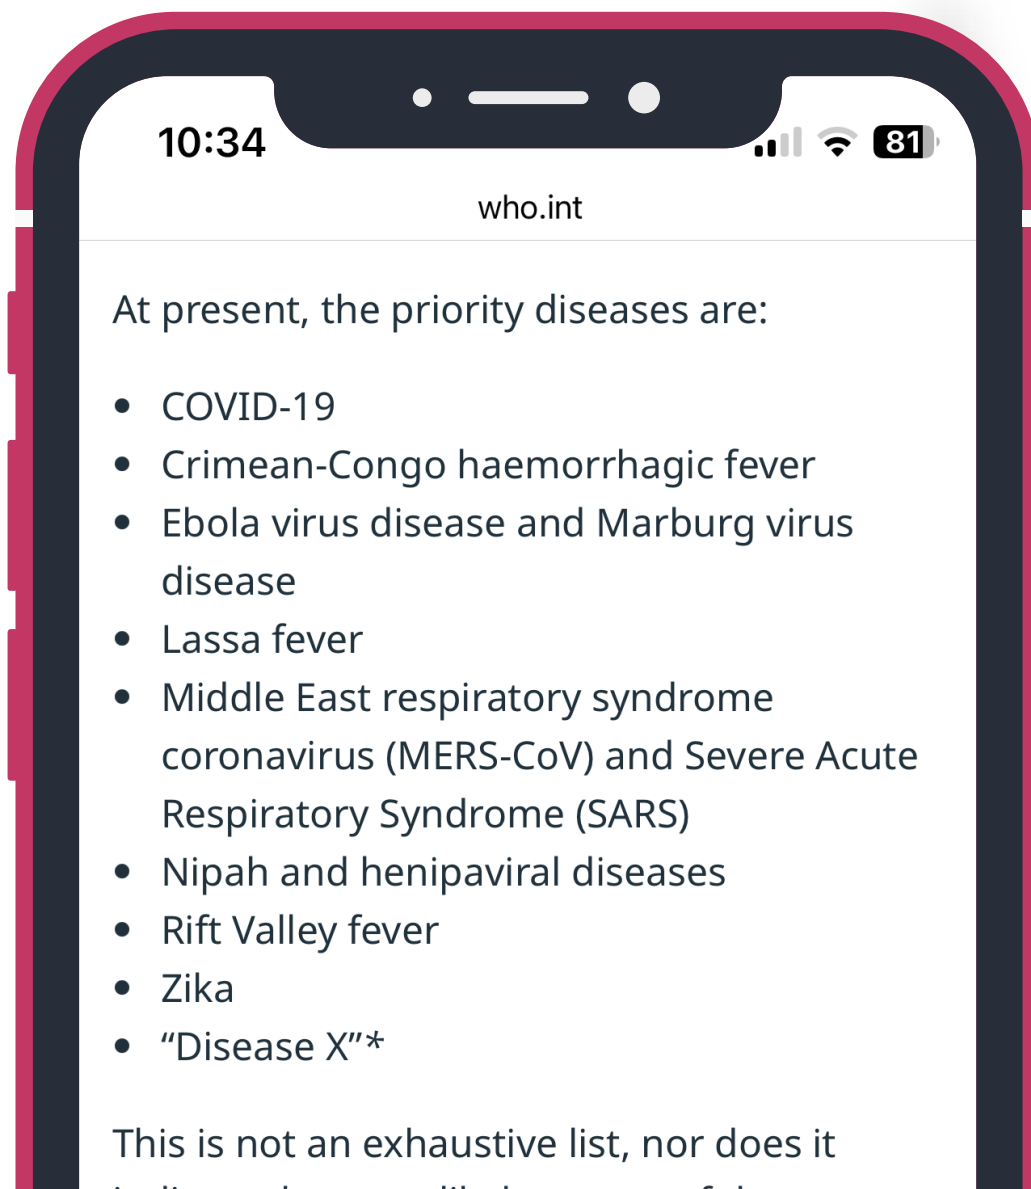 10:34
81
who.int
At present, the priority diseases are:
• COVID-19
• Crimean-Congo haemorrhagic fever
• Ebola virus disease and Marburg virus
disease
• Lassa fever
• Middle East respiratory syndrome
coronavirus (MERS-CoV) and Severe Acute
Respiratory Syndrome (SARS)
• Nipah and henipaviral diseases
• Rift Valley fever
• Zika
• “Disease X”*
This is not an exhaustive list, nor does it